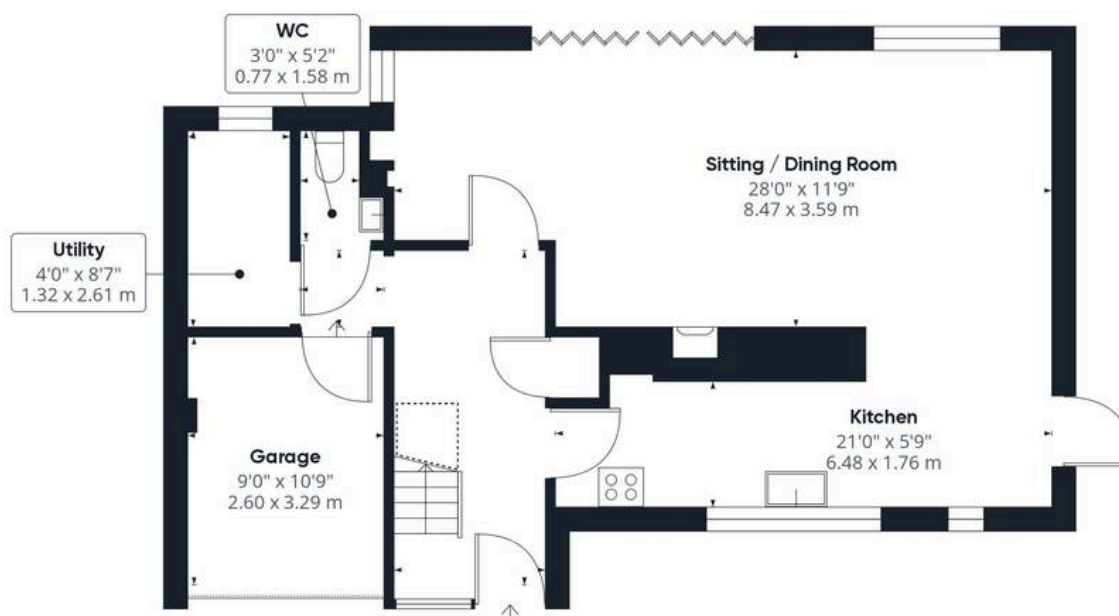 WC
3'0" x 5'2"
0.77 x 1.58 m
Sitting / Dining Room
28'0" x 11'9"
8.47 x 3.59 m
Utility
4'0" x 8'7"
1.32 x 2.61 m
Kitchen
21'0" x 5'9"
6.48 x 1.76 m
Garage
9'0" x 10'9"
2.60 x 3.29 m